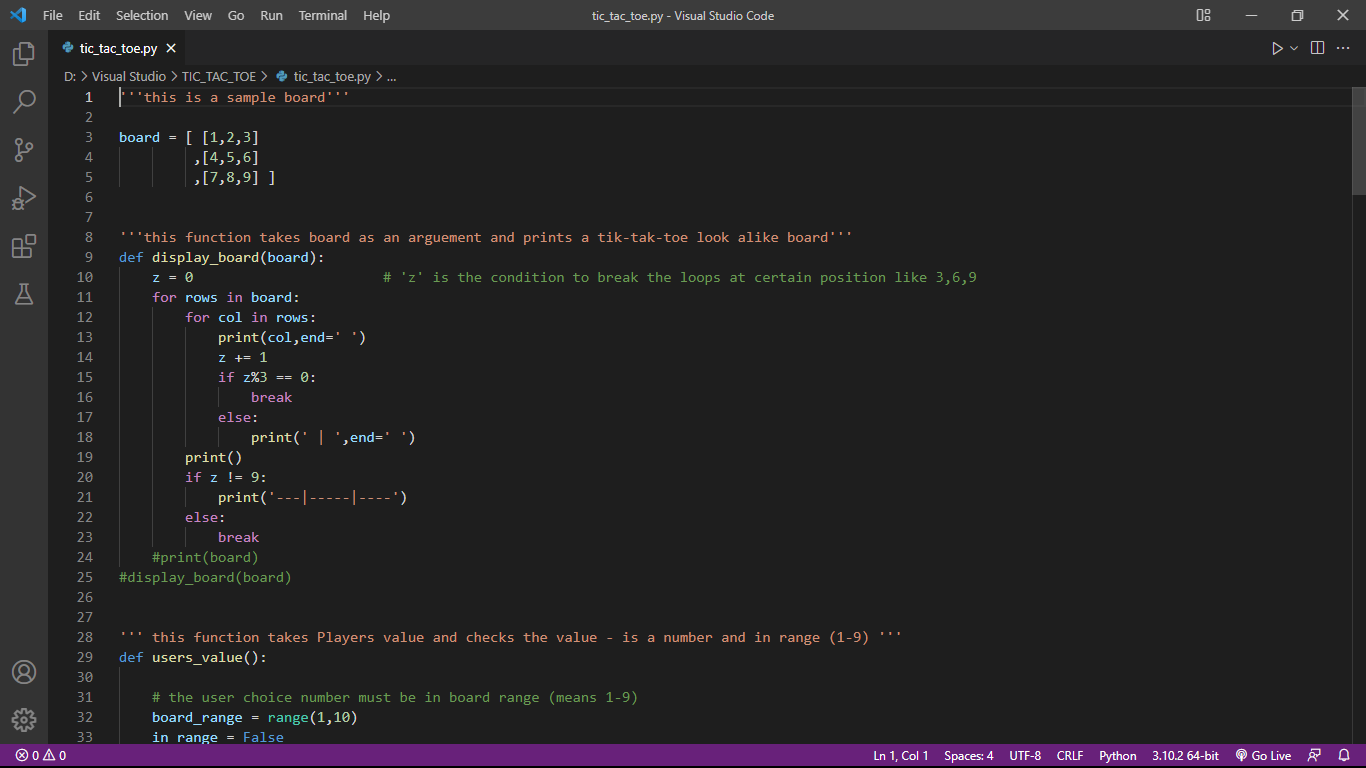 File Edit Selection View Go Run Terminal Help tic_tac_toe.py - Visual Studio Code
tic_tac_toe.py
D: > Visual Studio > TIC_TAC_TOE > tic_tac_toe.py > ...
1 '''this is a sample board'''
2
3 board = [ [1,2,3]
4 ,[4,5,6]
5 ,[7,8,9] ]
6
7
8 '''this function takes board as an arguement and prints a tik-tak-toe look alike board'''
9 def display_board(board):
10 z = 0 # 'z' is the condition to break the loops at certain position like 3,6,9
11 for rows in board:
12 for col in rows:
13 print(col,end=' ')
14 z += 1
15 if z%3 == 0:
16 break
17 else:
18 print(' | ',end=' ')
19 print()
20 if z != 9:
21 print('---|-----|----')
22 else:
23 break
24 #print(board)
25 #display_board(board)
26
27
28 ''' this function takes Players value and checks the value - is a number and in range (1-9) '''
29 def users_value():
30
31 # the user choice number must be in board range (means 1-9)
32 board_range = range(1,10)
33 in_range = False
0 0 Ln 1, Col 1 Spaces: 4 UTF-8 CRLF Python 3.10.2 64-bit Go Live